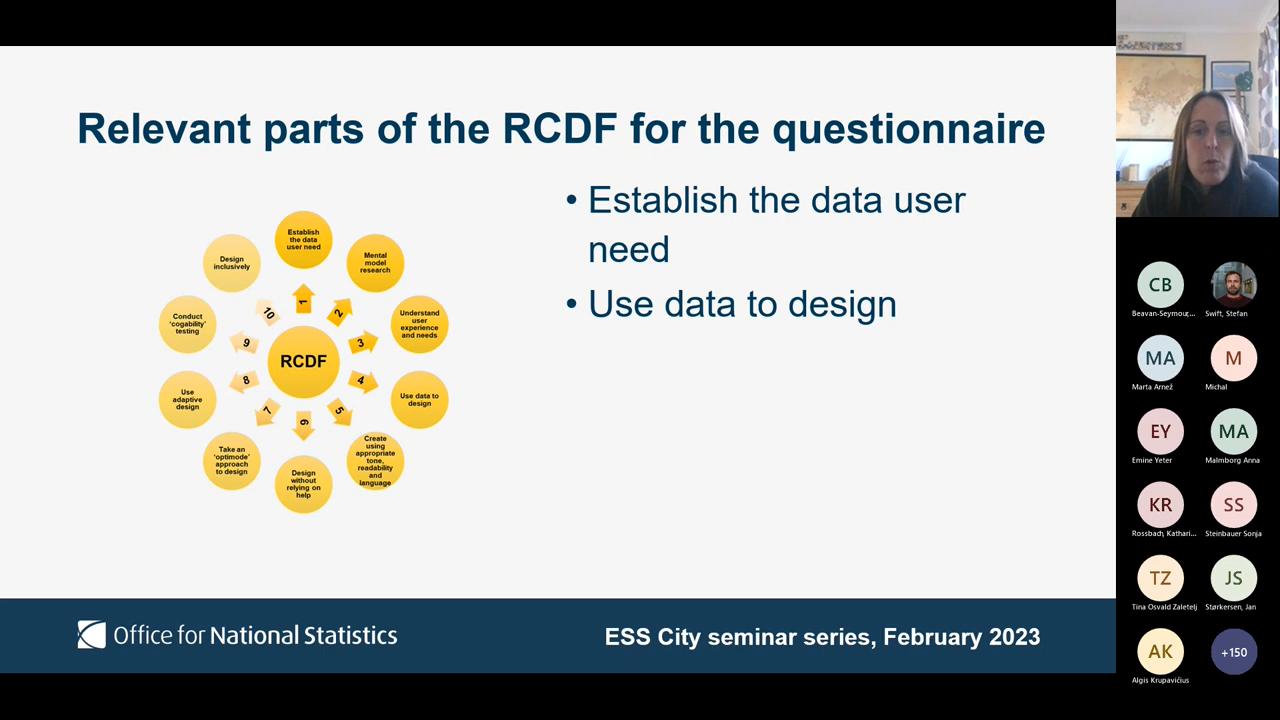 Relevant parts of the RCDF for the questionnaire
• Establish the data user
need
• Use data to design
RCDF
1
Establish
the data
user need
2
Mental
model
research
3
Understand
user
experience
and needs
4
Use data to
design
5
Create
using
appropriate
tone,
readability
and
language
6
Design
without
relying on
help
7
Take an
'optimode'
approach
to design
8
Use
adaptive
design
9
Conduct
'cogability'
testing
10
Design
inclusively
Office for National Statistics
ESS City seminar series, February 2023
CB
Beavan-Seymour,...
Swift, Stefan
MA
Marta Arnež
M
Michal
EY
Emine Yeter
MA
Malmborg Anna
KR
Rossbach, Kathari...
SS
Steinbauer Sonja
TZ
Tina Osvald Zaletelj
JS
Størkersen, Jan
AK
Algis Krupavičius
+150